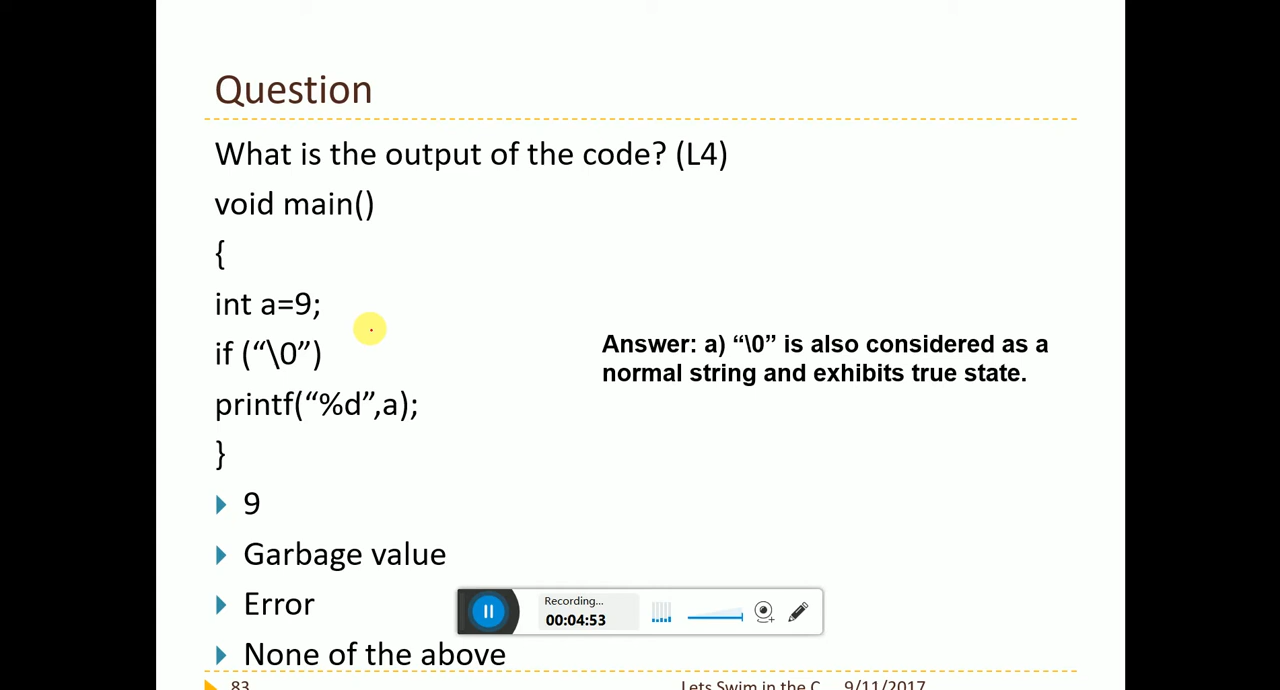 Question
What is the output of the code? (L4)
void main()
{
int a=9;
if (“\0”)
printf(“%d”,a);
}
Answer: a) “\0” is also considered as a
normal string and exhibits true state.
9
Garbage value
Error
None of the above
Recording...
00:04:53
83 Lets Swim in the C 9/11/2017